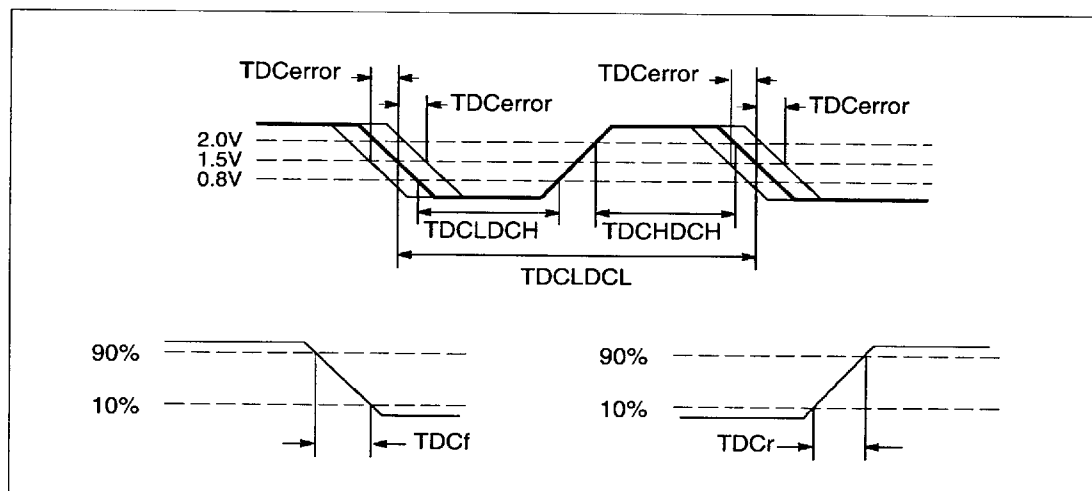 TDCerror
TDCerror
TDCerror
TDCerror
2.0V
1.5V
0.8V
TDCLDCH
TDCHDCH
TDCLDCL
90%
10%
TDCf
90%
10%
TDCr